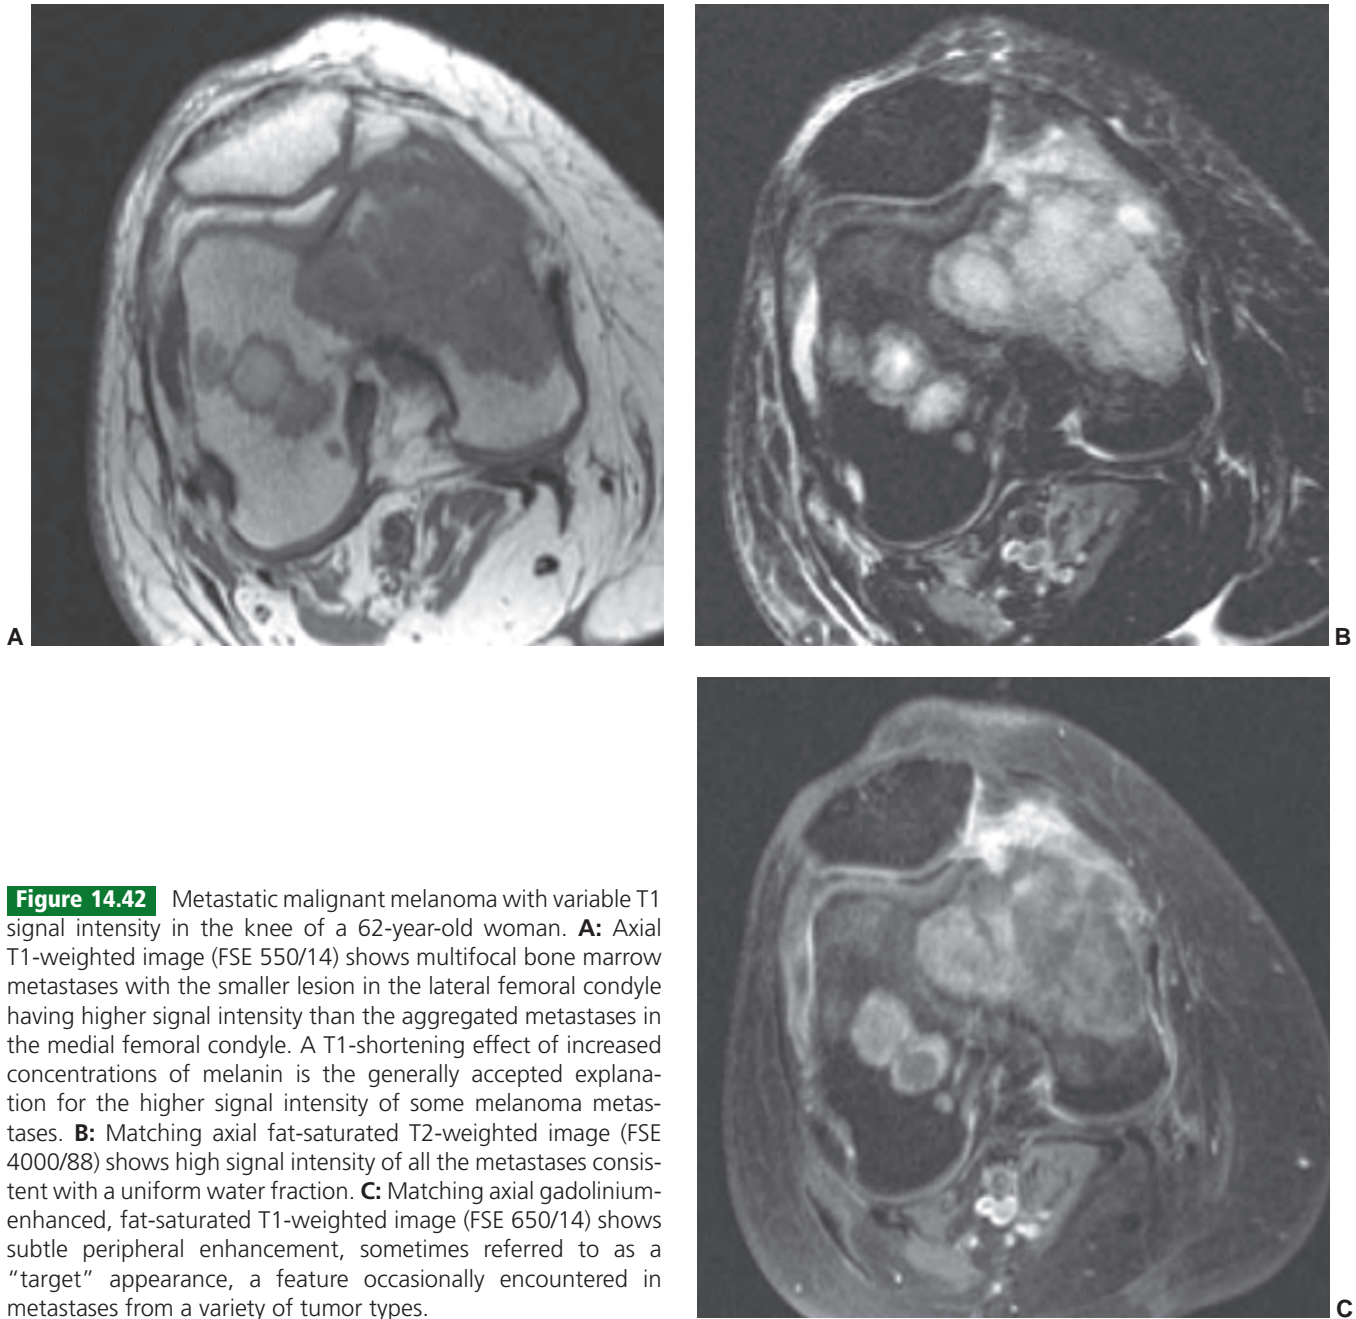 A
B
C
Figure 14.42 Metastatic malignant melanoma with variable T1
signal intensity in the knee of a 62-year-old woman. A: Axial
T1-weighted image (FSE 550/14) shows multifocal bone marrow
metastases with the smaller lesion in the lateral femoral condyle
having higher signal intensity than the aggregated metastases in
the medial femoral condyle. A T1-shortening effect of increased
concentrations of melanin is the generally accepted explana-
tion for the higher signal intensity of some melanoma metas-
tases. B: Matching axial fat-saturated T2-weighted image (FSE
4000/88) shows high signal intensity of all the metastases consis-
tent with a uniform water fraction. C: Matching axial gadolinium-
enhanced, fat-saturated T1-weighted image (FSE 650/14) shows
subtle peripheral enhancement, sometimes referred to as a
“target” appearance, a feature occasionally encountered in
metastases from a variety of tumor types.